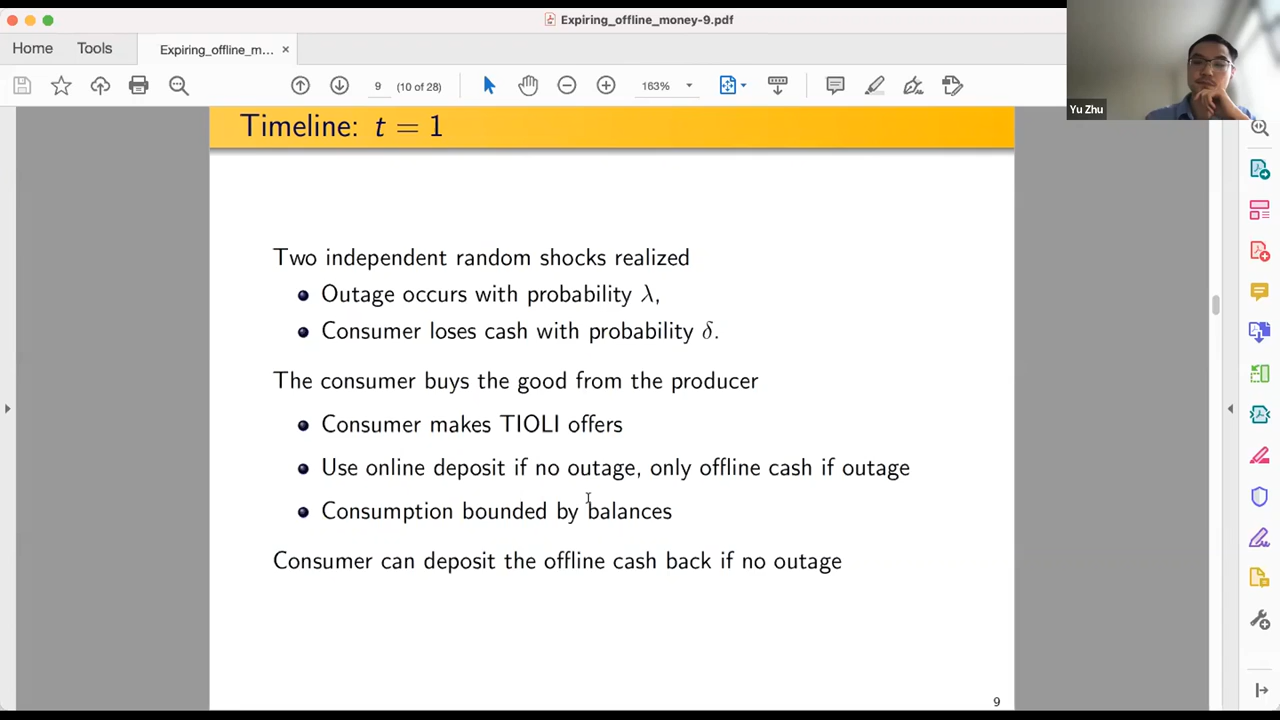 Expiring_offline_money-9.pdf
Home
Tools
Expiring_offline_m...
9
(10 of 28)
163%
Yu Zhu
Timeline: t = 1
Two independent random shocks realized
Outage occurs with probability λ,
Consumer loses cash with probability δ.
The consumer buys the good from the producer
Consumer makes TIOLI offers
Use online deposit if no outage, only offline cash if outage
Consumption bounded by balances
Consumer can deposit the offline cash back if no outage
9